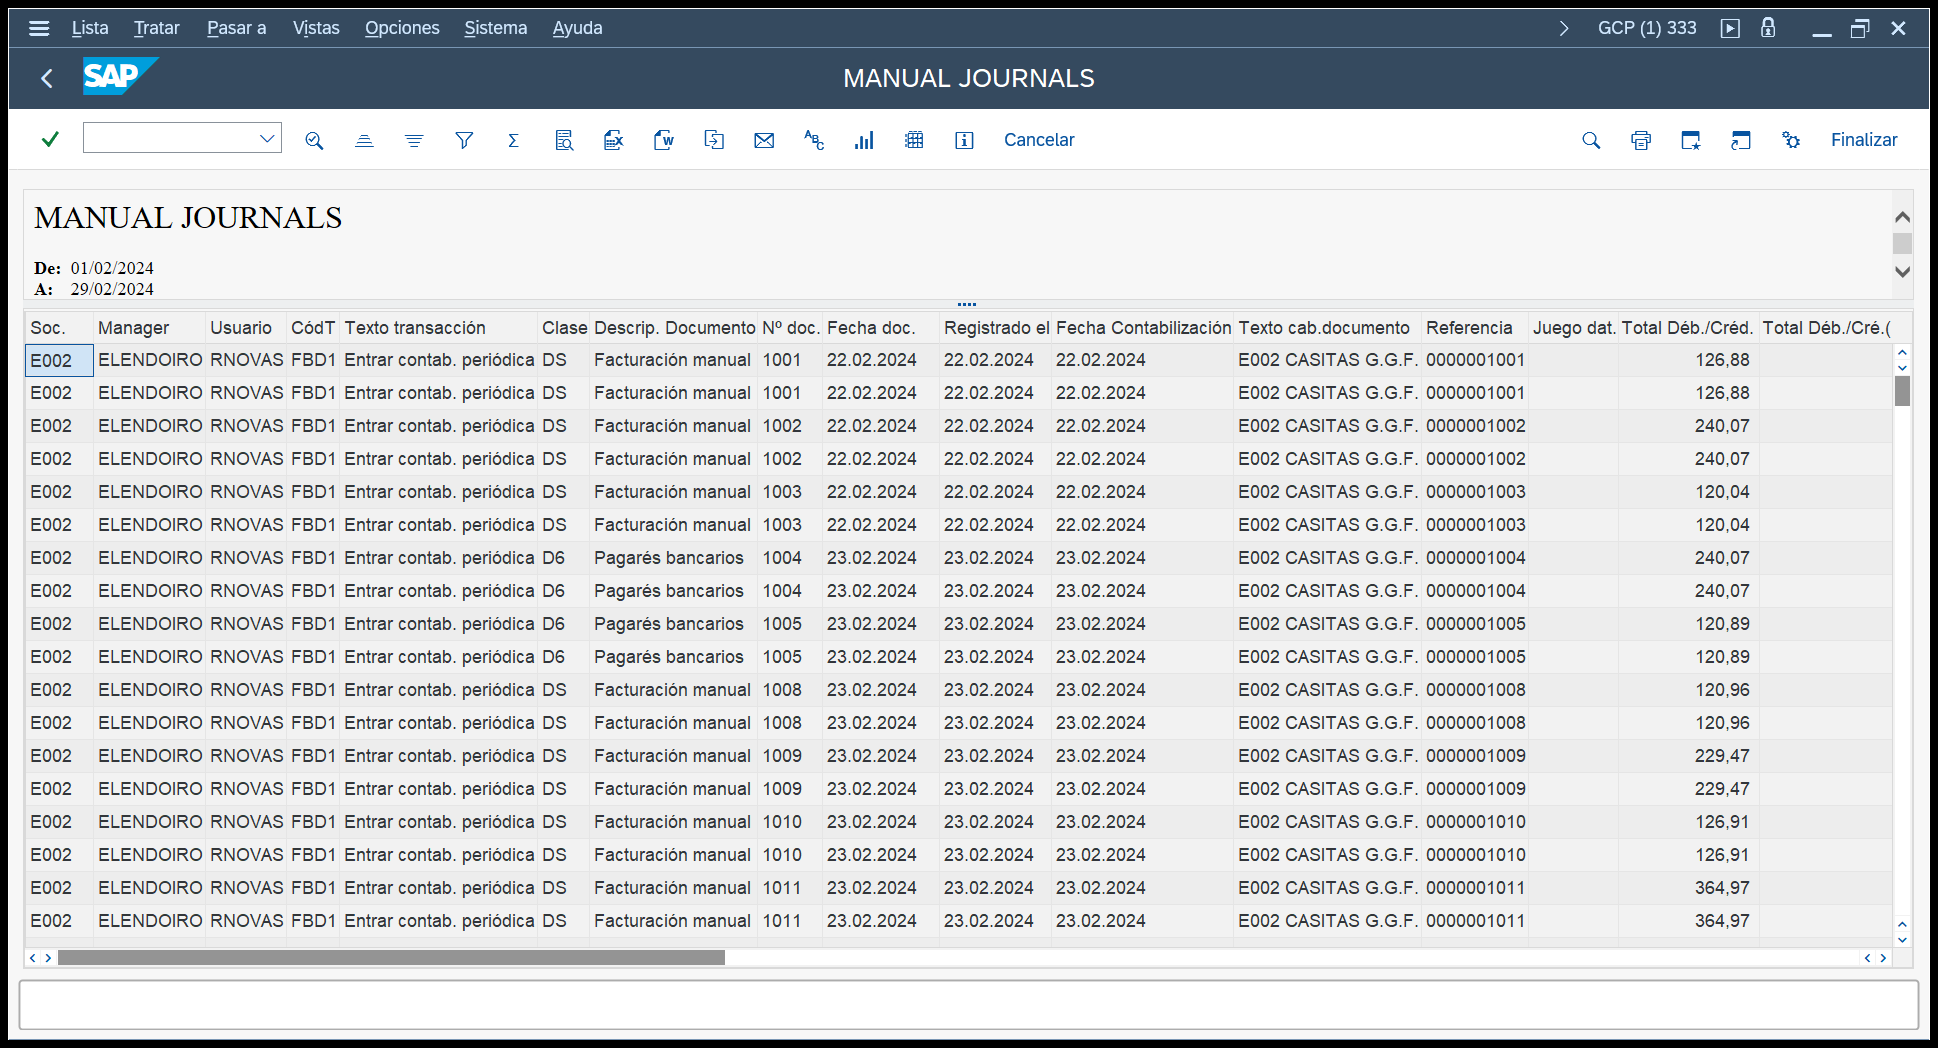 Lista Tratar Pasar a Vistas Opciones Sistema Ayuda GCP (1) 333
SAP MANUAL JOURNALS
Cancelar Finalizar
MANUAL JOURNALS
De: 01/02/2024
A: 29/02/2024
Soc. Manager Usuario CódT Texto transacción Clase Descrip. Documento Nº doc. Fecha doc. Registrado el Fecha Contabilización Texto cab.documento Referencia Juego dat. Total Déb./Créd. Total Déb./Cré.(
E002 ELENDOIRO RNOVAS FBD1 Entrar contab. periódica DS Facturación manual 1001 22.02.2024 22.02.2024 22.02.2024 E002 CASITAS G.G.F. 0000001001 126,88
E002 ELENDOIRO RNOVAS FBD1 Entrar contab. periódica DS Facturación manual 1001 22.02.2024 22.02.2024 22.02.2024 E002 CASITAS G.G.F. 0000001001 126,88
E002 ELENDOIRO RNOVAS FBD1 Entrar contab. periódica DS Facturación manual 1002 22.02.2024 22.02.2024 22.02.2024 E002 CASITAS G.G.F. 0000001002 240,07
E002 ELENDOIRO RNOVAS FBD1 Entrar contab. periódica DS Facturación manual 1002 22.02.2024 22.02.2024 22.02.2024 E002 CASITAS G.G.F. 0000001002 240,07
E002 ELENDOIRO RNOVAS FBD1 Entrar contab. periódica DS Facturación manual 1003 22.02.2024 22.02.2024 22.02.2024 E002 CASITAS G.G.F. 0000001003 120,04
E002 ELENDOIRO RNOVAS FBD1 Entrar contab. periódica DS Facturación manual 1003 22.02.2024 22.02.2024 22.02.2024 E002 CASITAS G.G.F. 0000001003 120,04
E002 ELENDOIRO RNOVAS FBD1 Entrar contab. periódica D6 Pagarés bancarios 1004 23.02.2024 23.02.2024 23.02.2024 E002 CASITAS G.G.F. 0000001004 240,07
E002 ELENDOIRO RNOVAS FBD1 Entrar contab. periódica D6 Pagarés bancarios 1004 23.02.2024 23.02.2024 23.02.2024 E002 CASITAS G.G.F. 0000001004 240,07
E002 ELENDOIRO RNOVAS FBD1 Entrar contab. periódica D6 Pagarés bancarios 1005 23.02.2024 23.02.2024 23.02.2024 E002 CASITAS G.G.F. 0000001005 120,89
E002 ELENDOIRO RNOVAS FBD1 Entrar contab. periódica D6 Pagarés bancarios 1005 23.02.2024 23.02.2024 23.02.2024 E002 CASITAS G.G.F. 0000001005 120,89
E002 ELENDOIRO RNOVAS FBD1 Entrar contab. periódica DS Facturación manual 1008 23.02.2024 23.02.2024 23.02.2024 E002 CASITAS G.G.F. 0000001008 120,96
E002 ELENDOIRO RNOVAS FBD1 Entrar contab. periódica DS Facturación manual 1008 23.02.2024 23.02.2024 23.02.2024 E002 CASITAS G.G.F. 0000001008 120,96
E002 ELENDOIRO RNOVAS FBD1 Entrar contab. periódica DS Facturación manual 1009 23.02.2024 23.02.2024 23.02.2024 E002 CASITAS G.G.F. 0000001009 229,47
E002 ELENDOIRO RNOVAS FBD1 Entrar contab. periódica DS Facturación manual 1009 23.02.2024 23.02.2024 23.02.2024 E002 CASITAS G.G.F. 0000001009 229,47
E002 ELENDOIRO RNOVAS FBD1 Entrar contab. periódica DS Facturación manual 1010 23.02.2024 23.02.2024 23.02.2024 E002 CASITAS G.G.F. 0000001010 126,91
E002 ELENDOIRO RNOVAS FBD1 Entrar contab. periódica DS Facturación manual 1010 23.02.2024 23.02.2024 23.02.2024 E002 CASITAS G.G.F. 0000001010 126,91
E002 ELENDOIRO RNOVAS FBD1 Entrar contab. periódica DS Facturación manual 1011 23.02.2024 23.02.2024 23.02.2024 E002 CASITAS G.G.F. 0000001011 364,97
E002 ELENDOIRO RNOVAS FBD1 Entrar contab. periódica DS Facturación manual 1011 23.02.2024 23.02.2024 23.02.2024 E002 CASITAS G.G.F. 0000001011 364,97